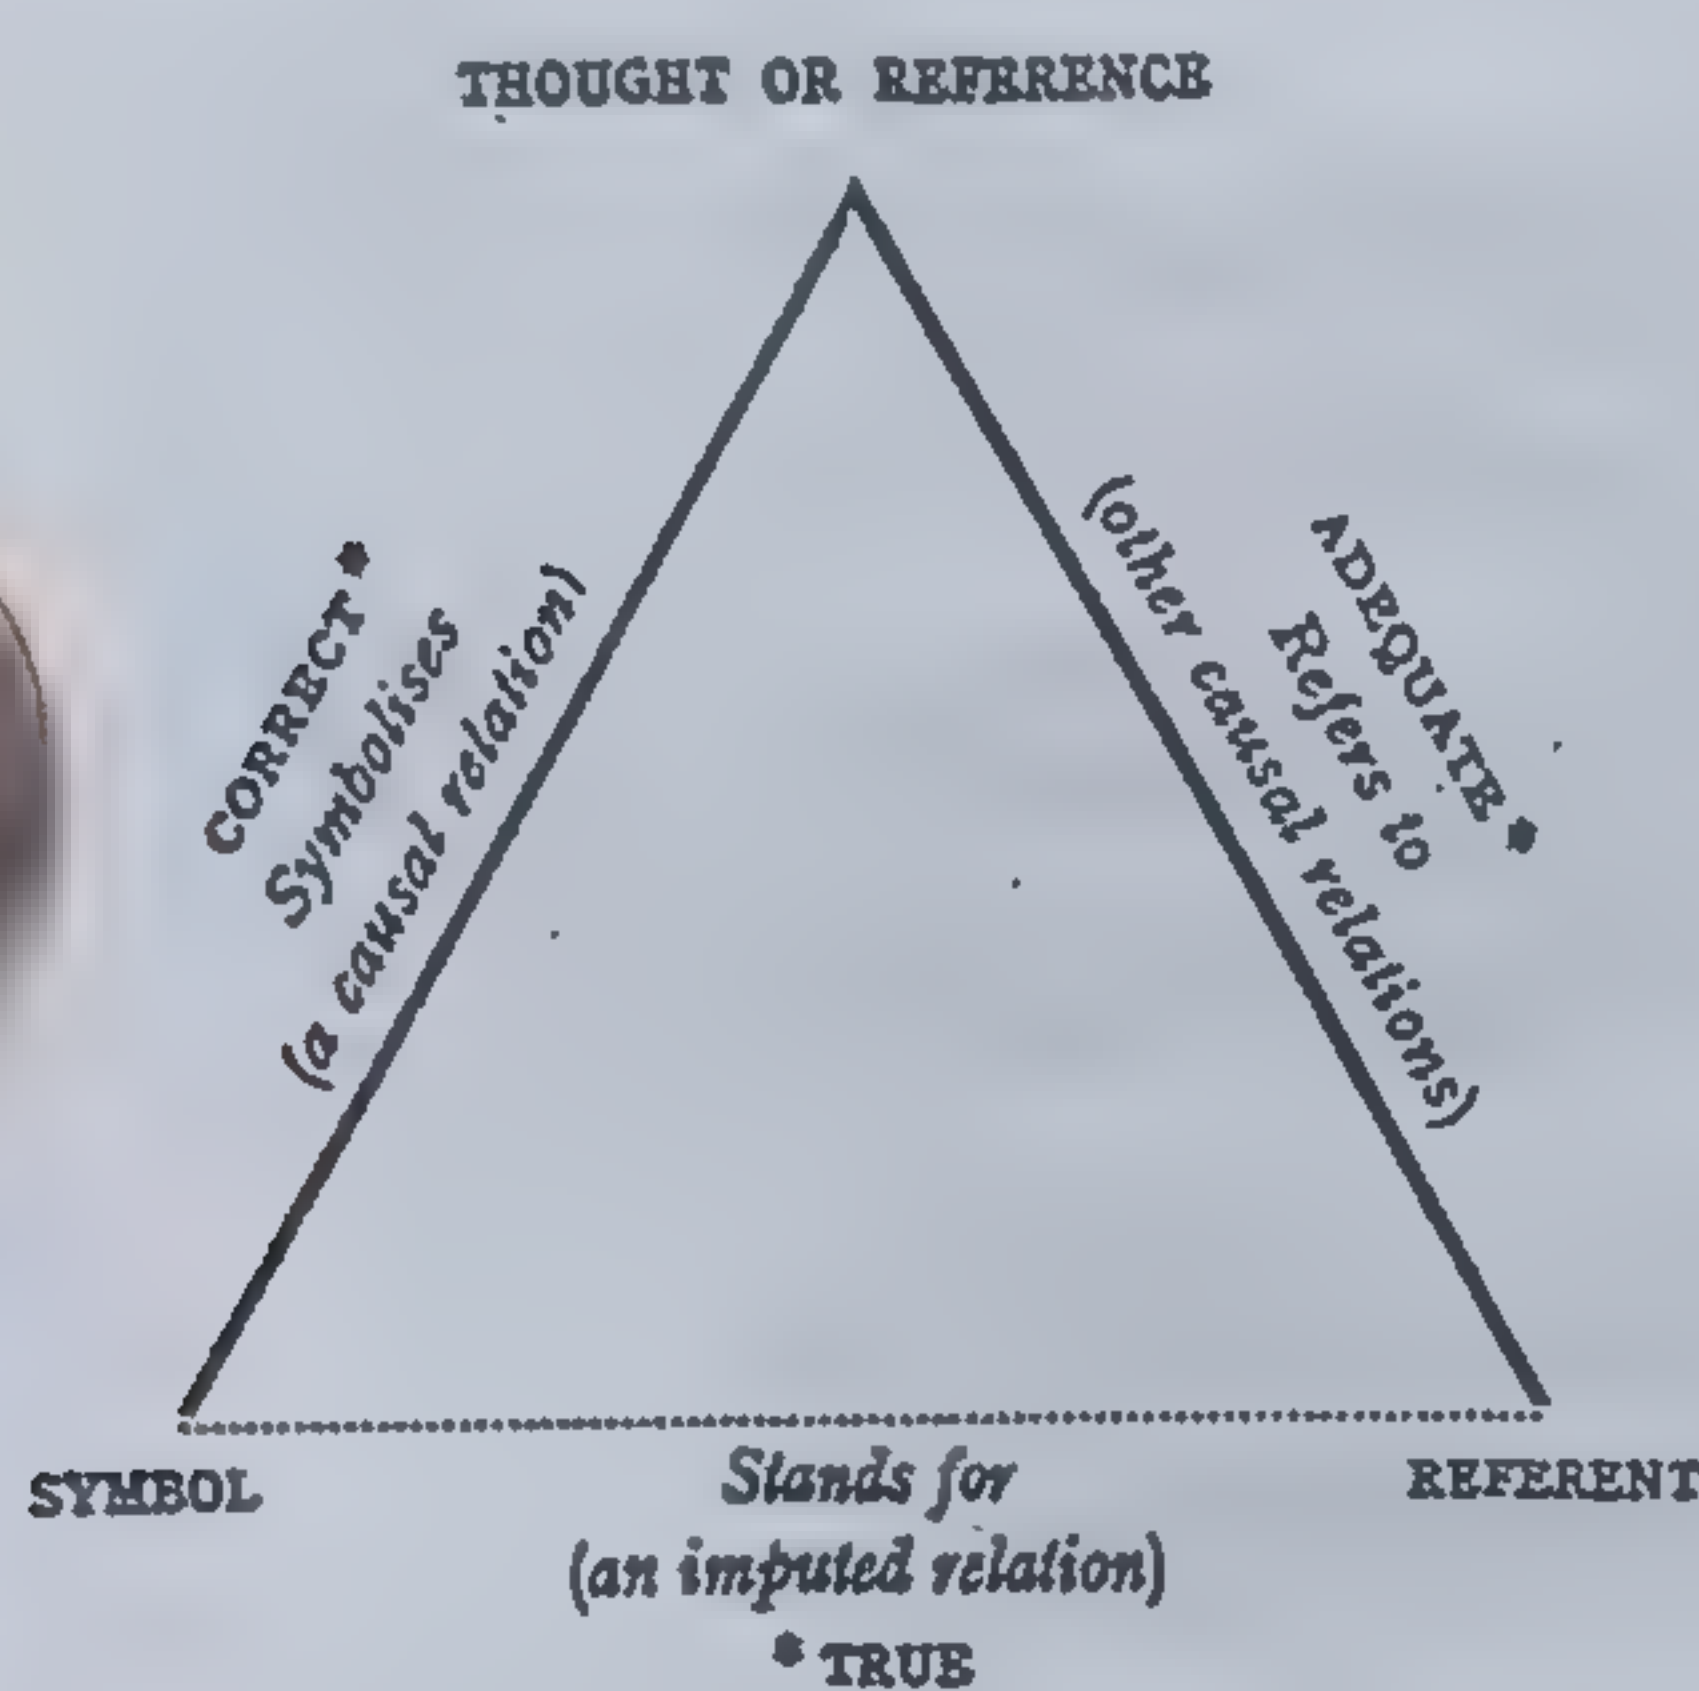 THOUGHT OR REFERENCE
CORRECT*
Symbolises
(a causal relation)
ADEQUATE*
Refers to
(other causal relations)
SYMBOL
Stands for
(an imputed relation)
* TRUE
REFERENT